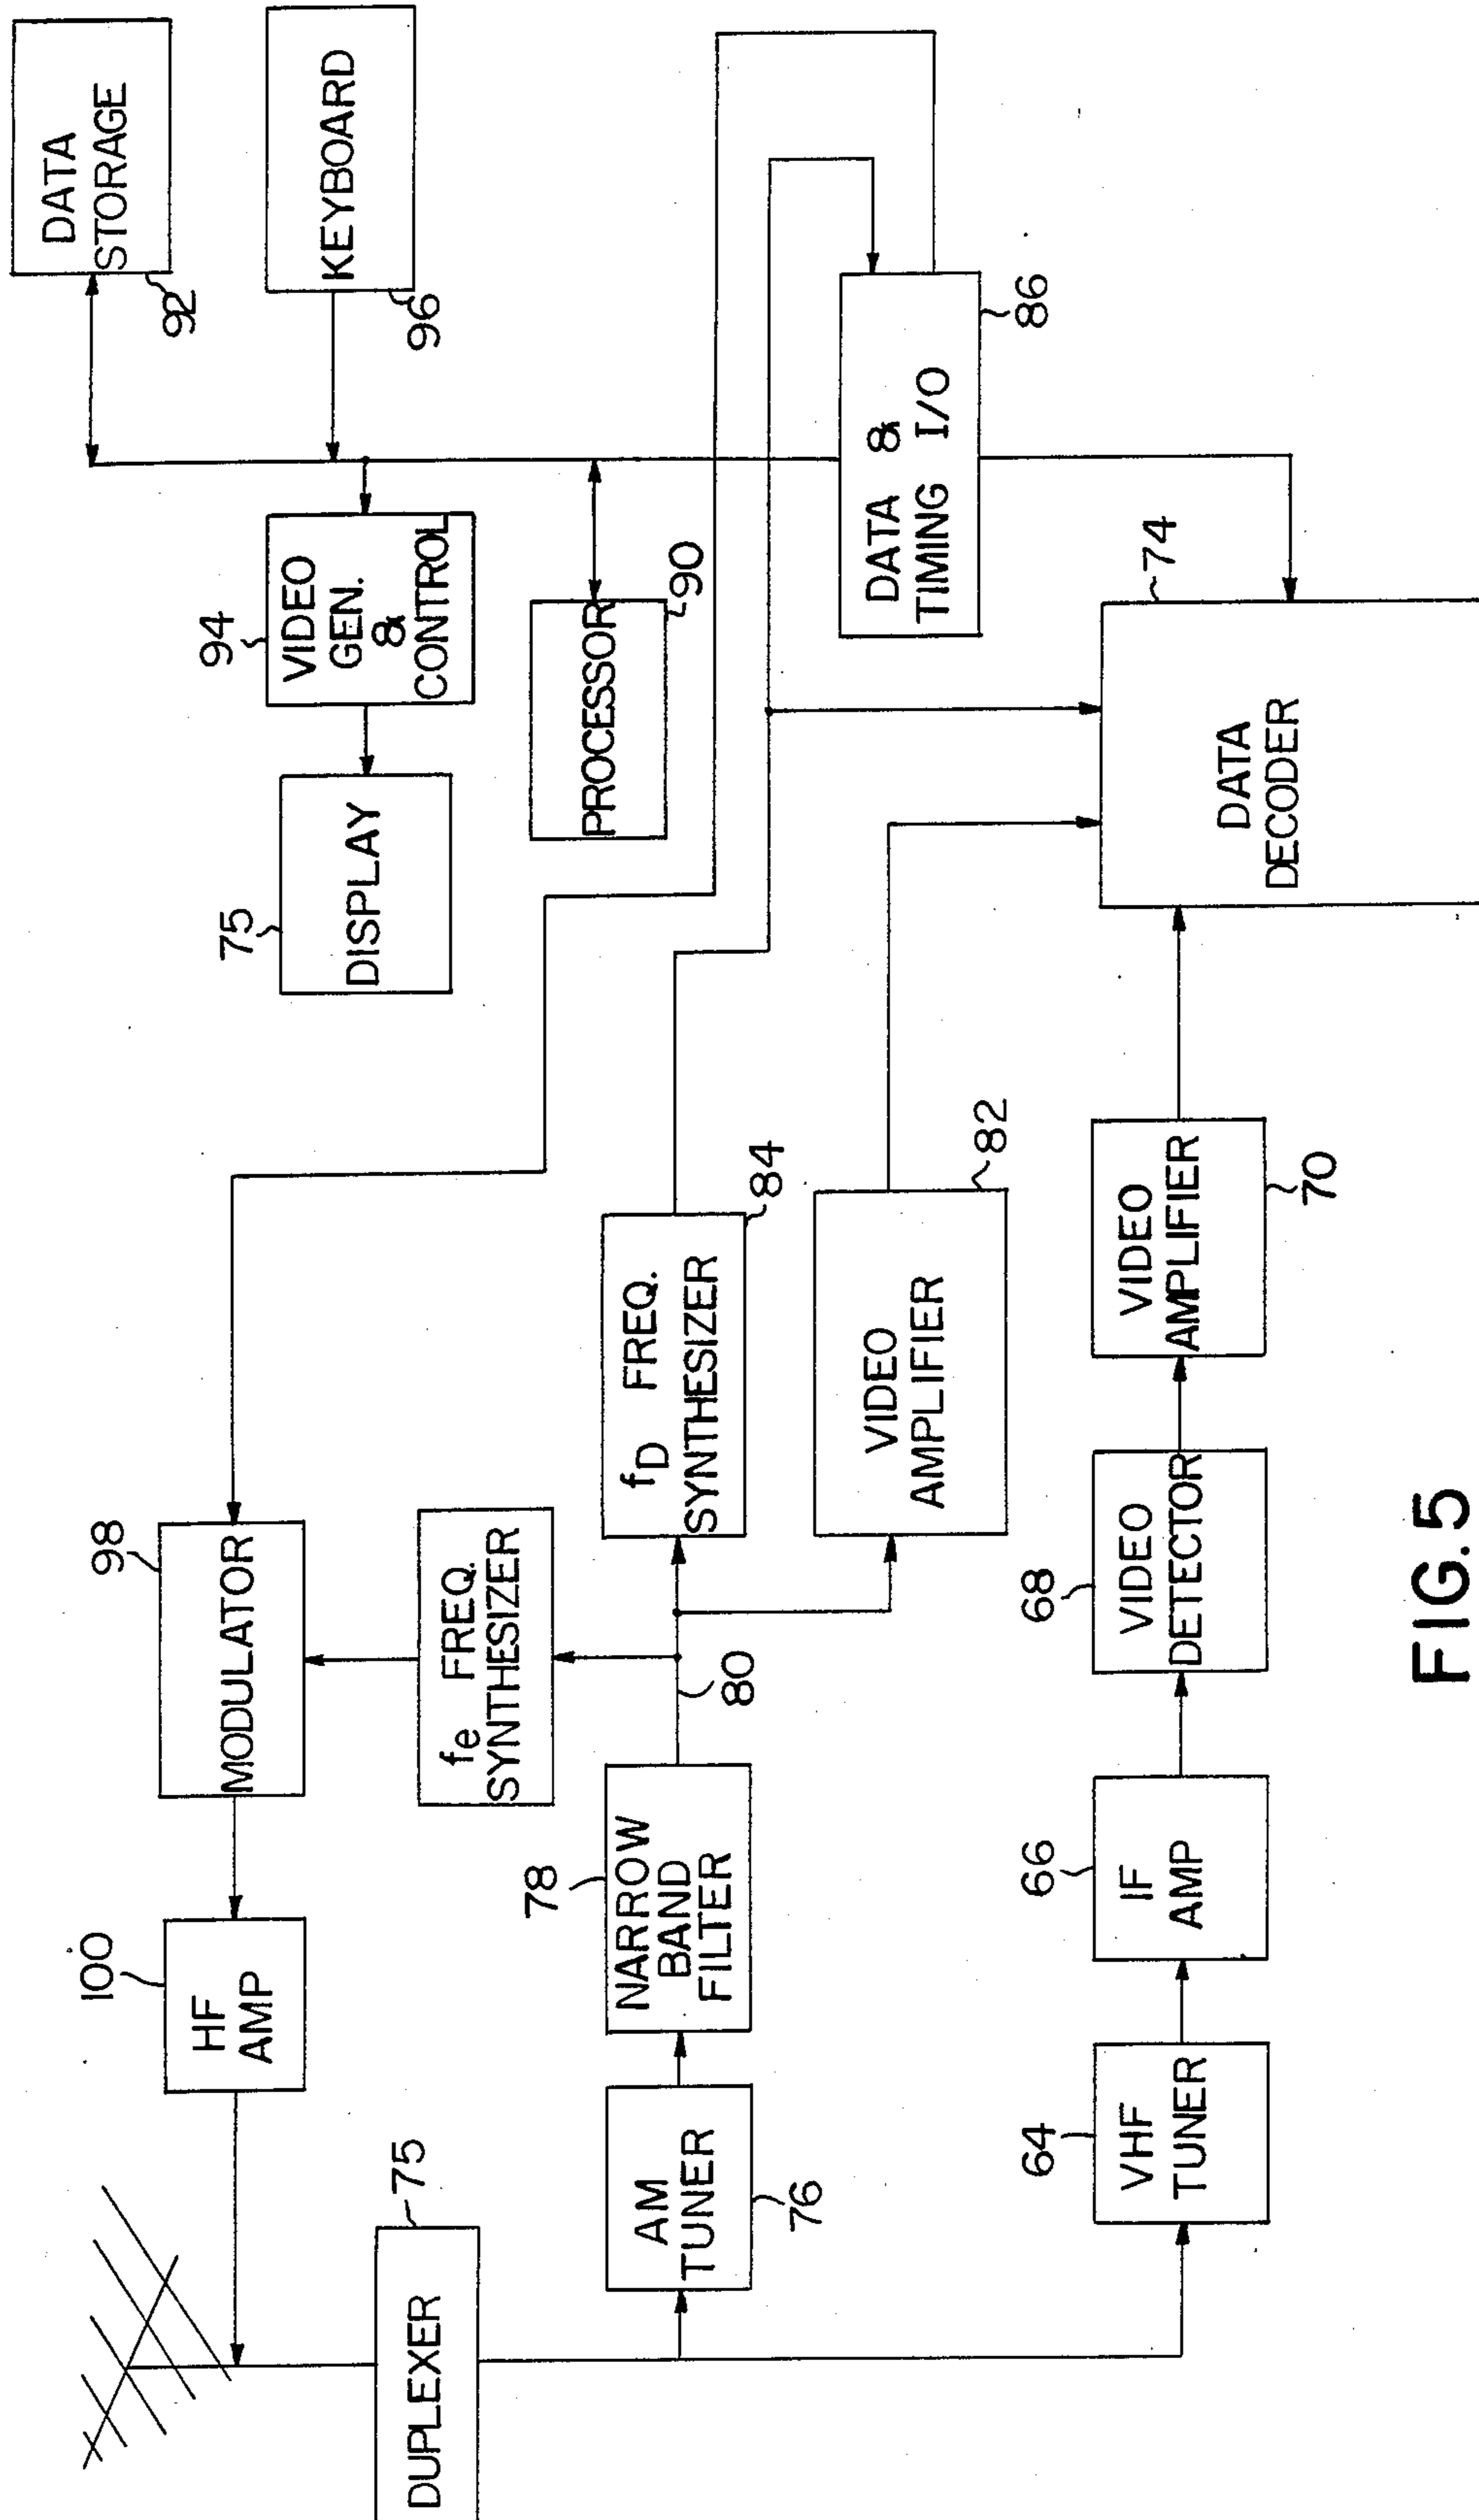 DATA
STORAGE
92
KEYBOARD
96
94
VIDEO
GEN.
&
CONTROL
75
DISPLAY
PROCESSOR
90
DATA &
TIMING I/O
86
74
DATA
DECODER
98
MODULATOR
100
HF
AMP
fe FREQ.
SYNTHESIZER
fD FREQ.
SYNTHESIZER
84
VIDEO
AMPLIFIER
82
80
78
NARROW
BAND
FILTER
75
DUPLEXER
AM
TUNER
76
64
VHF
TUNER
66
IF
AMP
68
VIDEO
DETECTOR
VIDEO
AMPLIFIER
70
FIG. 5